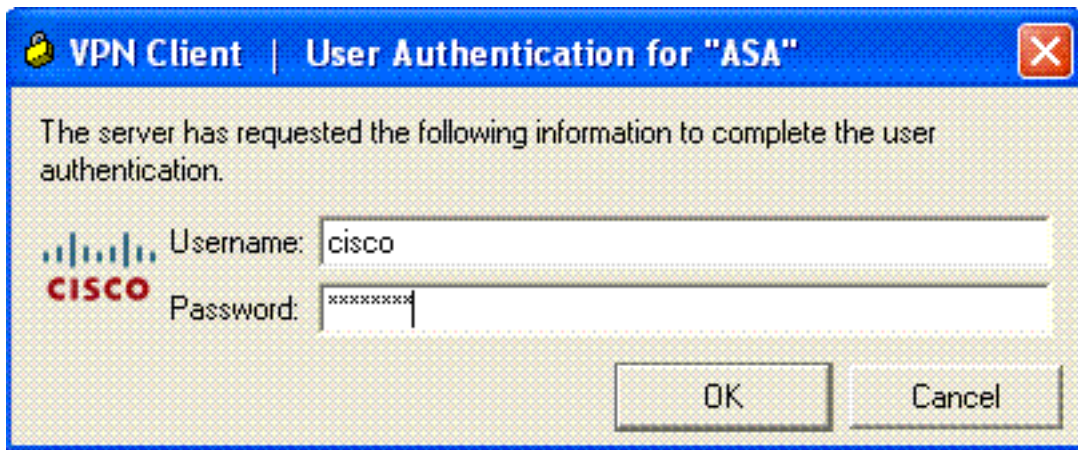 VPN Client | User Authentication for "ASA"
The server has requested the following information to complete the user
authentication.
CISCO
Username: cisco
Password: ********
OK Cancel